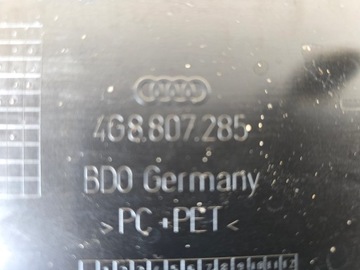 4G8.807.285
BDO Germany
>PC+PET<